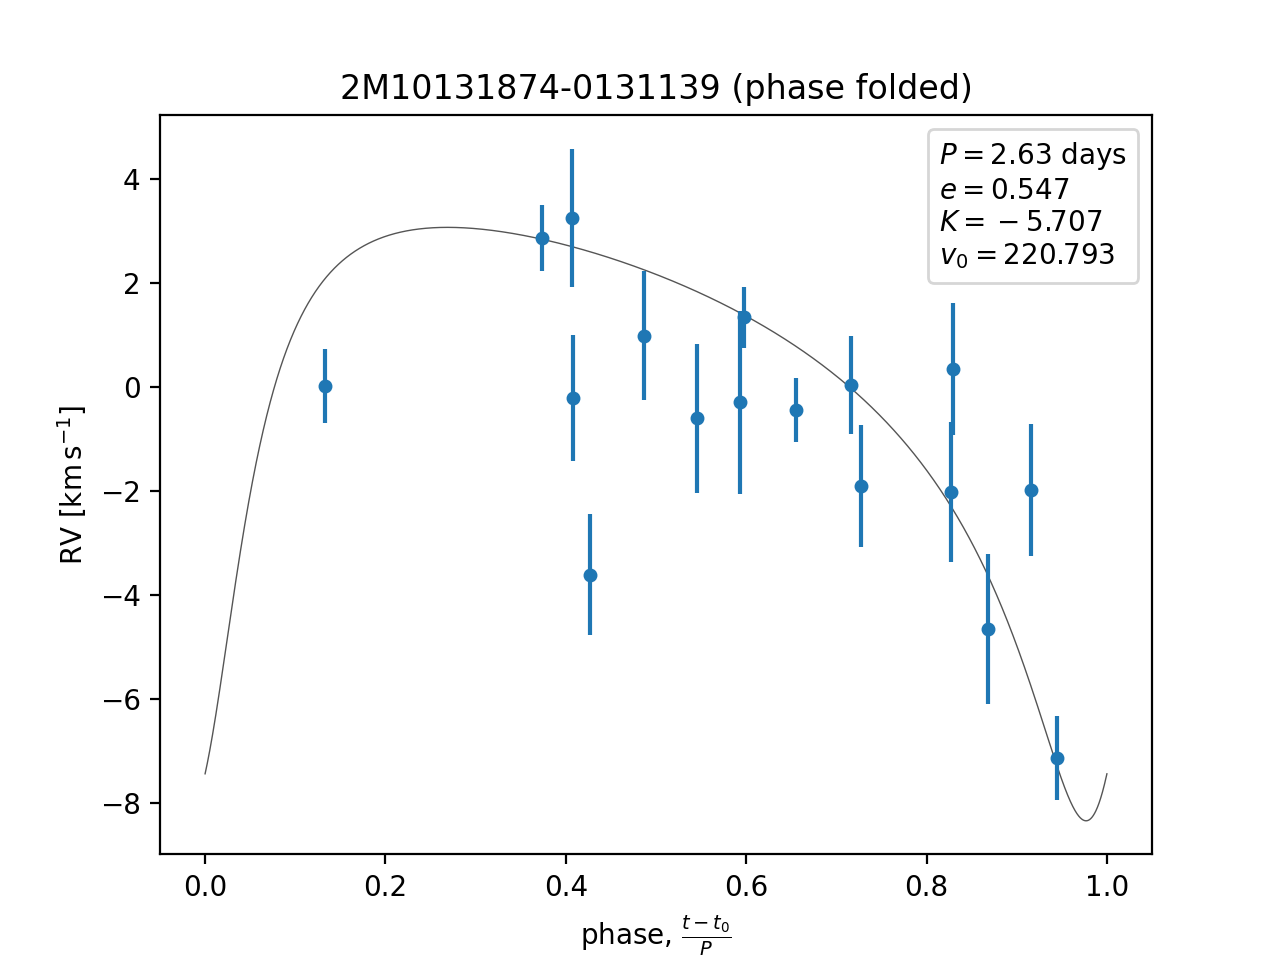 2M10131874-0131139 (phase folded)
P = 2.63 days
e = 0.547
K = −5.707
v₀ = 220.793
4
2
0
−2
−4
−6
−8
RV [km s⁻¹]
0.0 0.2 0.4 0.6 0.8 1.0
phase, \frac{t − t₀}{P}